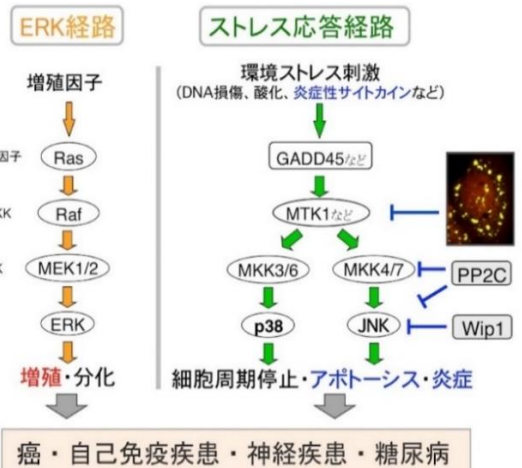 ERK経路
増殖因子
因子
Ras
KK
Raf
K
MEK1/2
ERK
増殖・分化
ストレス応答経路
環境ストレス刺激
(DNA損傷、酸化、炎症性サイトカインなど)
GADD45など
MTK1など
MKK3/6
MKK4/7
PP2C
p38
JNK
Wip1
細胞周期停止・アポトーシス・炎症
癌・自己免疫疾患・神経疾患・糖尿病